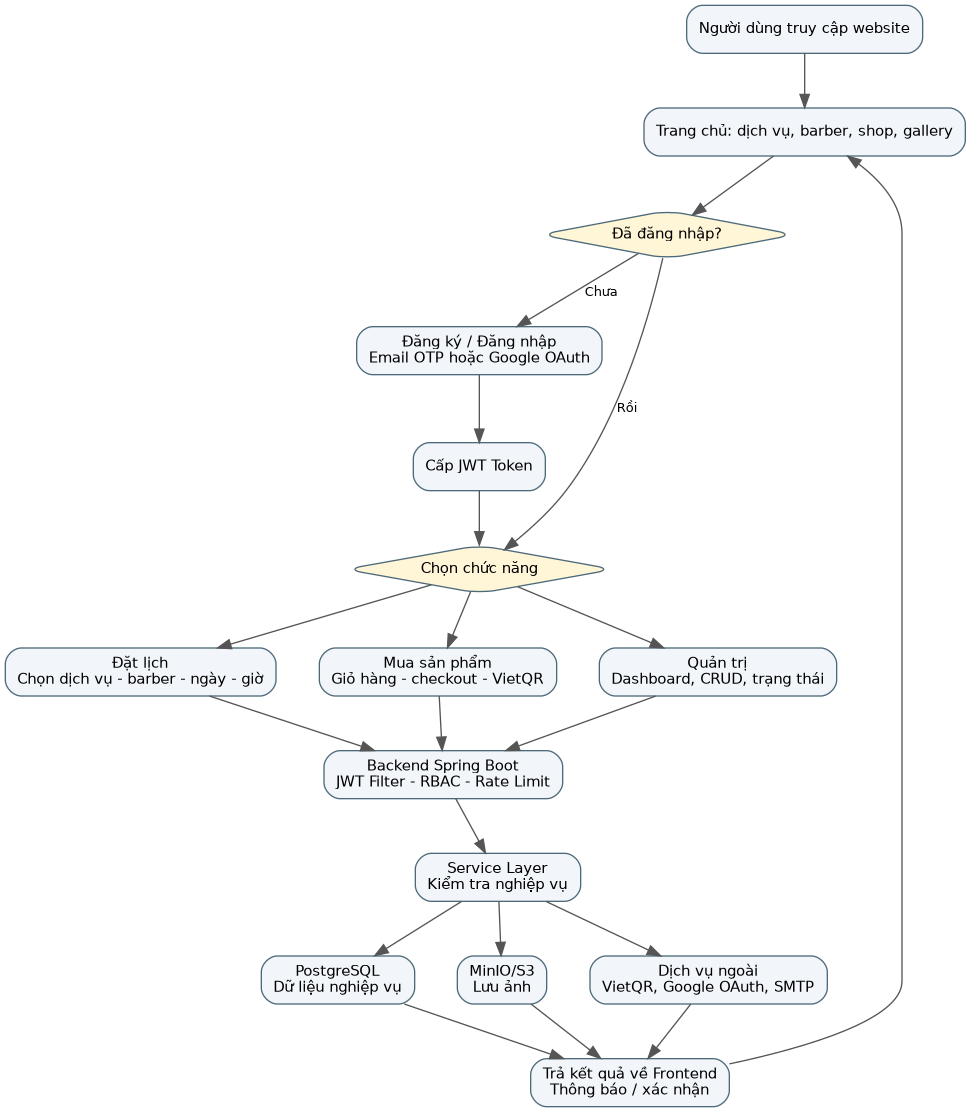 Người dùng truy cập website
Trang chủ: dịch vụ, barber, shop, gallery
Đã đăng nhập?
Chưa
Đăng ký / Đăng nhập
Email OTP hoặc Google OAuth
Rồi
Cấp JWT Token
Chọn chức năng
Đặt lịch
Chọn dịch vụ - barber - ngày - giờ
Mua sản phẩm
Giỏ hàng - checkout - VietQR
Quản trị
Dashboard, CRUD, trạng thái
Backend Spring Boot
JWT Filter - RBAC - Rate Limit
Service Layer
Kiểm tra nghiệp vụ
PostgreSQL
Dữ liệu nghiệp vụ
MinIO/S3
Lưu ảnh
Dịch vụ ngoài
VietQR, Google OAuth, SMTP
Trả kết quả về Frontend
Thông báo / xác nhận